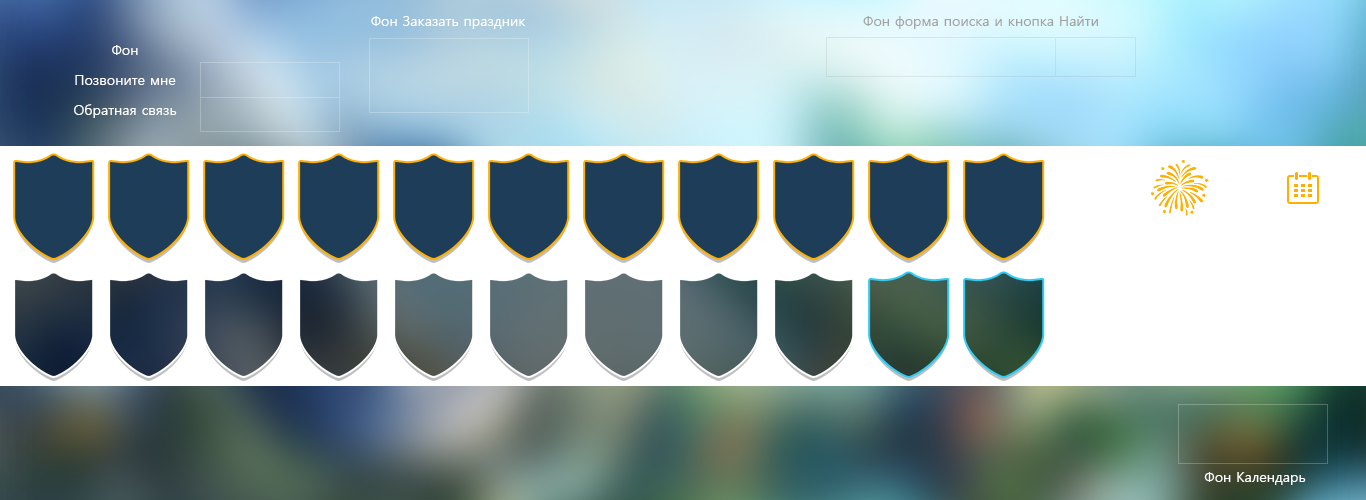 Фон Заказать праздник
Фон форма поиска и кнопка Найти
Фон
Позвоните мне
Обратная связь
Фон Календарь